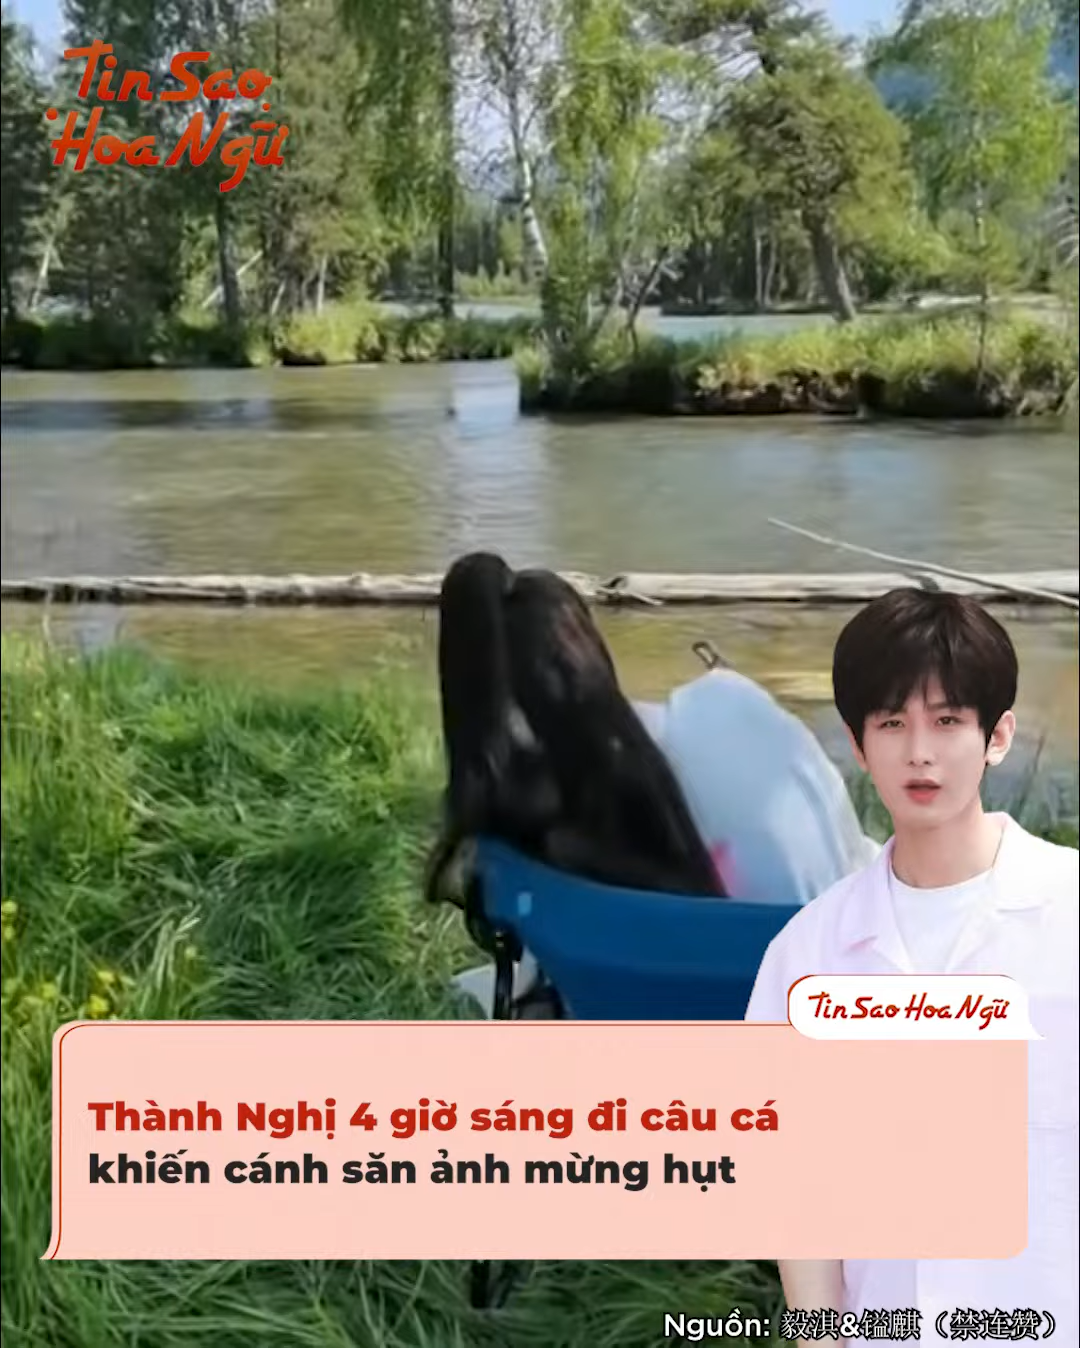 Tin Sao
Hoa Ngữ
Tin Sao Hoa Ngữ
Thành Nghị 4 giờ sáng đi câu cá
khiến cánh săn ảnh mừng hụt
Nguồn: 毅淇&镒麒（禁连赞）